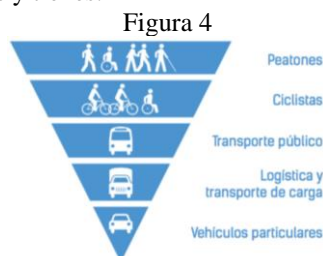 Figura 4
Peatones
Ciclistas
Transporte público
Logística y
transporte de carga
Vehículos particulares